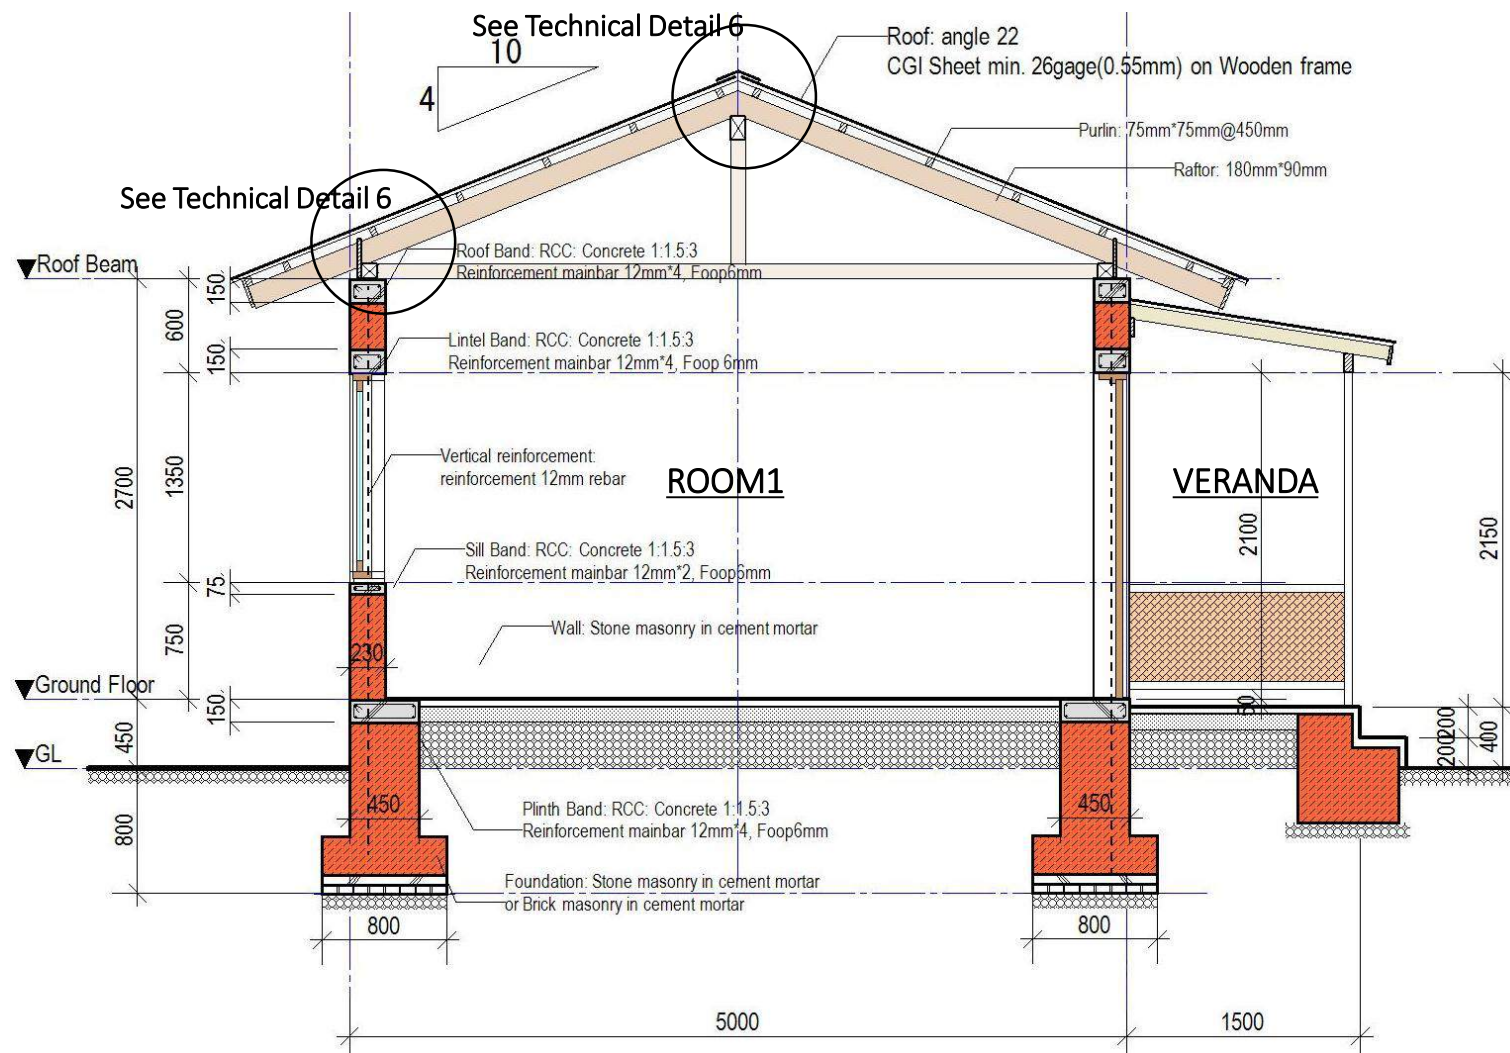 See Technical Detail 6
10
4
Roof: angle 22
CGI Sheet min. 26gage(0.55mm) on Wooden frame
Purlin: 75mm*75mm@450mm
Raftor: 180mm*90mm
See Technical Detail 6
Roof Beam
Roof Band: RCC: Concrete 1:1.5:3
Reinforcement mainbar 12mm*4, Foop6mm
150
600
150
Lintel Band: RCC: Concrete 1:1.5:3
Reinforcement mainbar 12mm*4, Foop 6mm
2700
1350
Vertical reinforcement:
reinforcement 12mm rebar
ROOM1
VERANDA
2100
2150
Sill Band: RCC: Concrete 1:1.5:3
Reinforcement mainbar 12mm*2, Foop6mm
75
750
Wall: Stone masonry in cement mortar
230
Ground Floor
150
50
450
200
200
400
GL
800
450
450
Plinth Band: RCC: Concrete 1:1.5:3
Reinforcement mainbar 12mm*4, Foop6mm
Foundation: Stone masonry in cement mortar
or Brick masonry in cement mortar
800
800
5000
1500